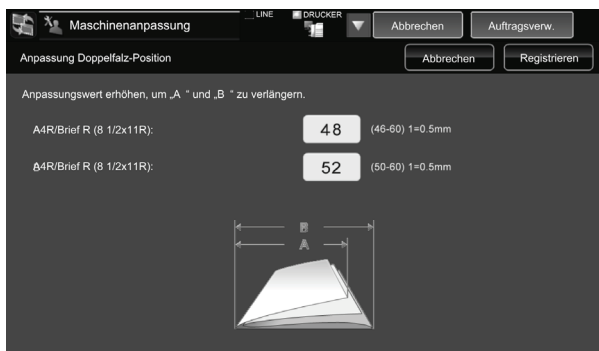 Maschinenanpassung
LINE
DRUCKER
Abbrechen
Auftragsverw.
Anpassung Doppelfalz-Position
Abbrechen
Registrieren
Anpassungswert erhöhen, um „A “ und „B “ zu verlängern.
A4R/Brief R (8 1/2x11R):
48
(46-60) 1=0.5mm
A4R/Brief R (8 1/2x11R):
52
(50-60) 1=0.5mm
B
A